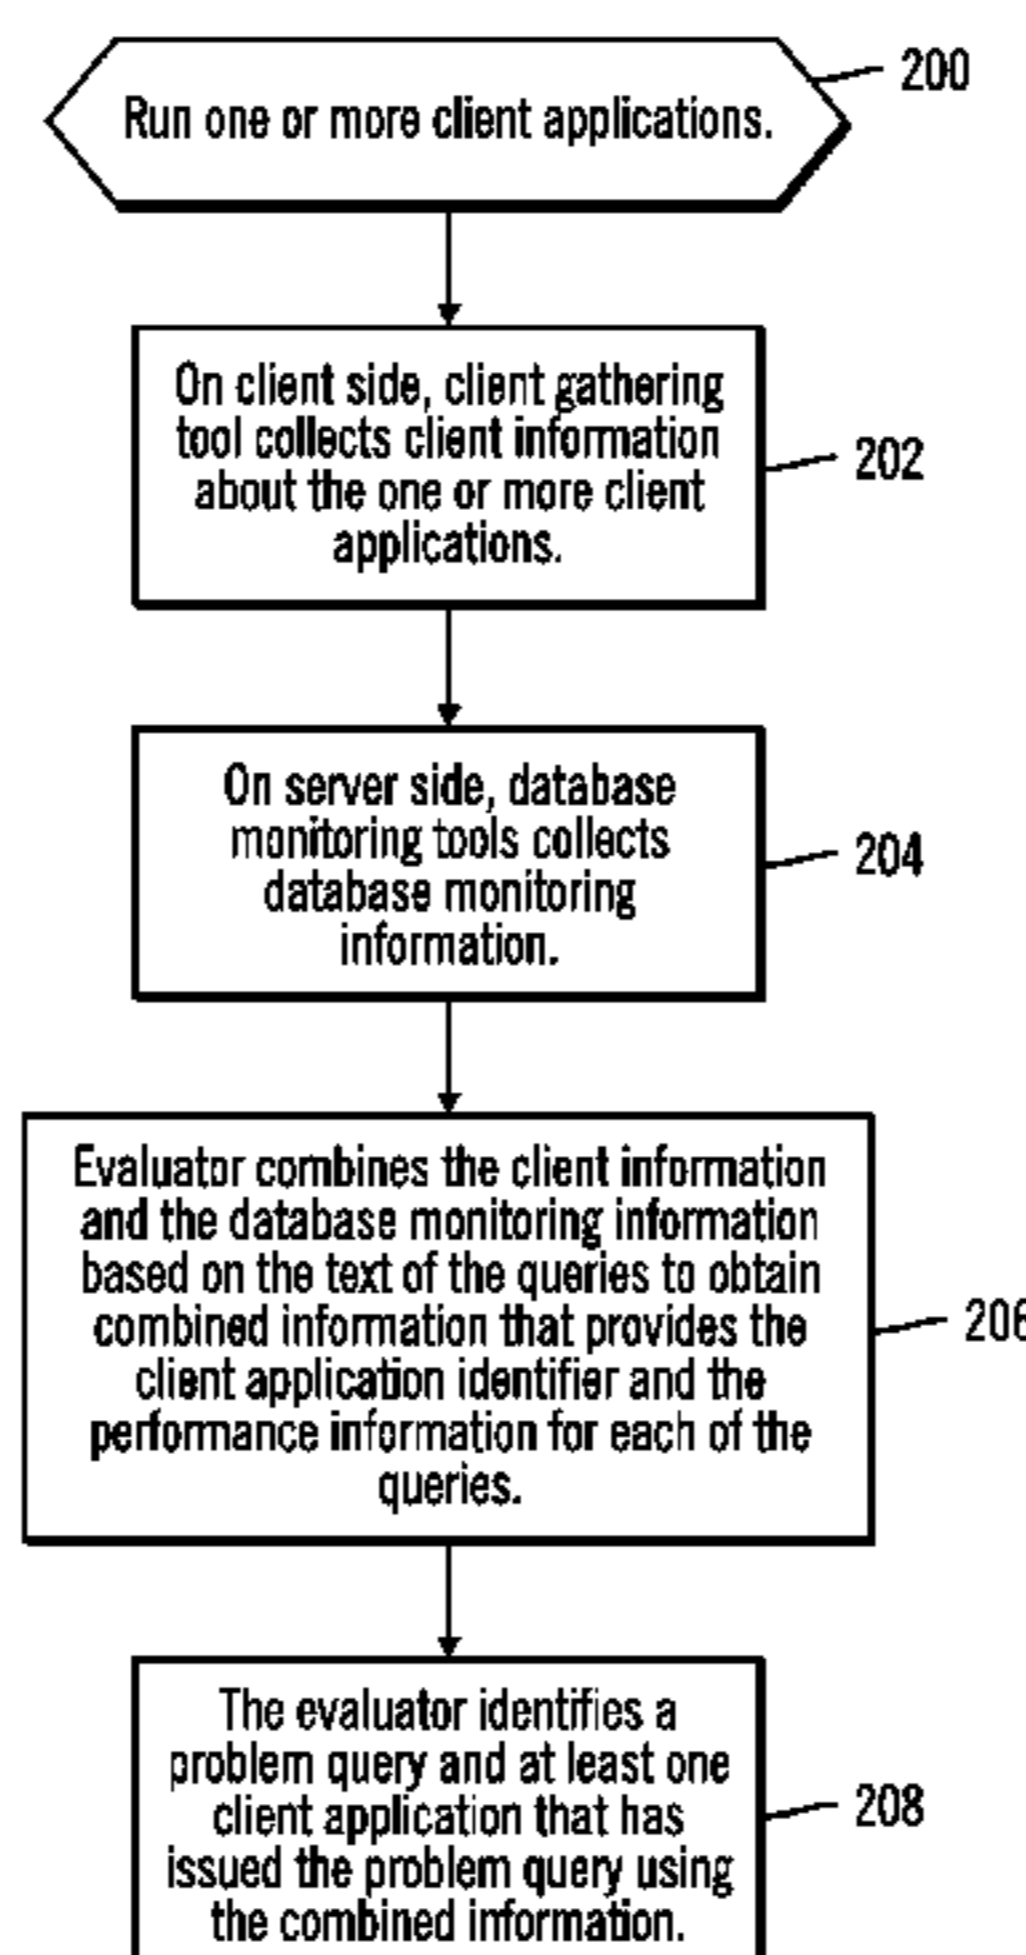 Run one or more client applications.
200
On client side, client gathering
tool collects client information
about the one or more client
applications.
202
On server side, database
monitoring tools collects
database monitoring
information.
204
Evaluator combines the client information
and the database monitoring information
based on the text of the queries to obtain
combined information that provides the
client application identifier and the
performance information for each of the
queries.
206
The evaluator identifies a
problem query and at least one
client application that has
issued the problem query using
the combined information.
208